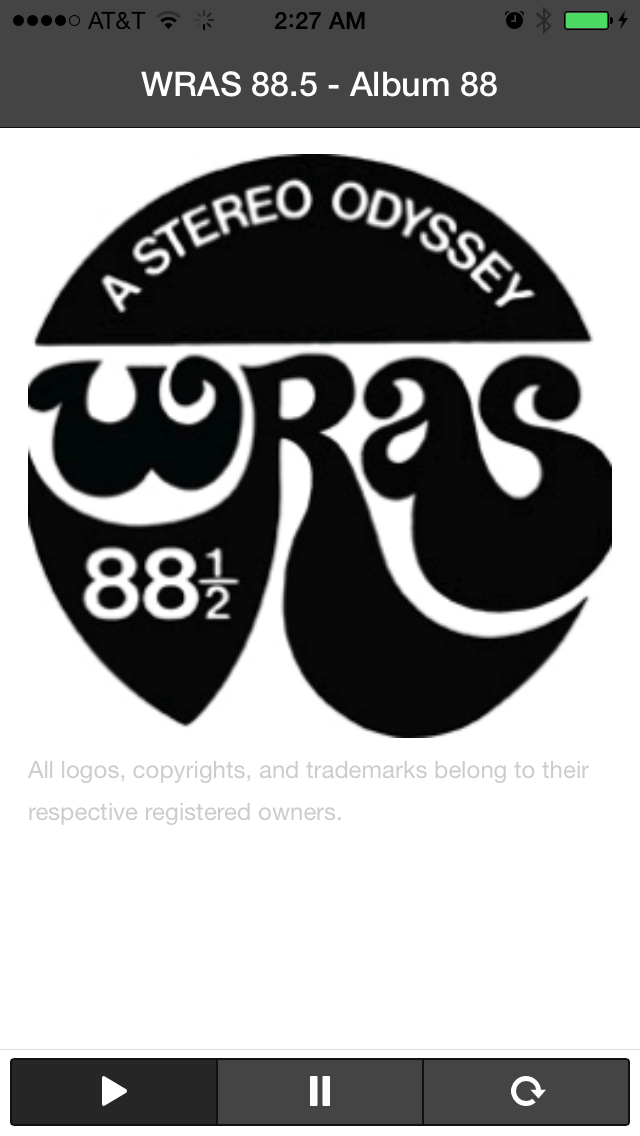 AT&T 2:27 AM
WRAS 88.5 - Album 88
A STEREO ODYSSEY
WRAS
88½
All logos, copyrights, and trademarks belong to their
respective registered owners.